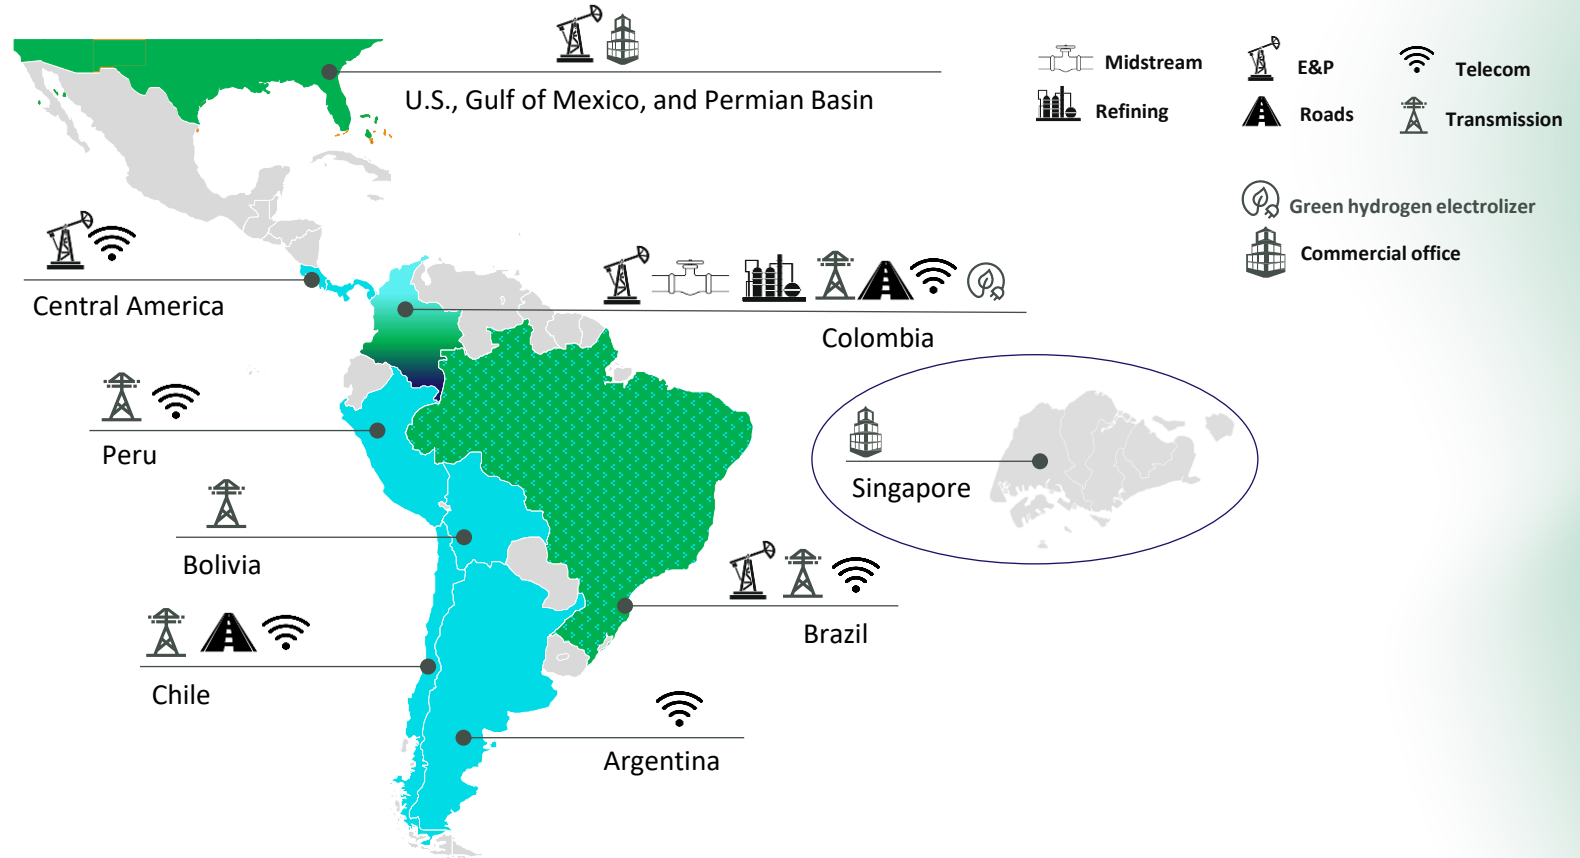 U.S., Gulf of Mexico, and Permian Basin
Midstream
E&P
Telecom
Refining
Roads
Transmission
Green hydrogen electrolizer
Commercial office
Central America
Colombia
Peru
Singapore
Bolivia
Brazil
Chile
Argentina